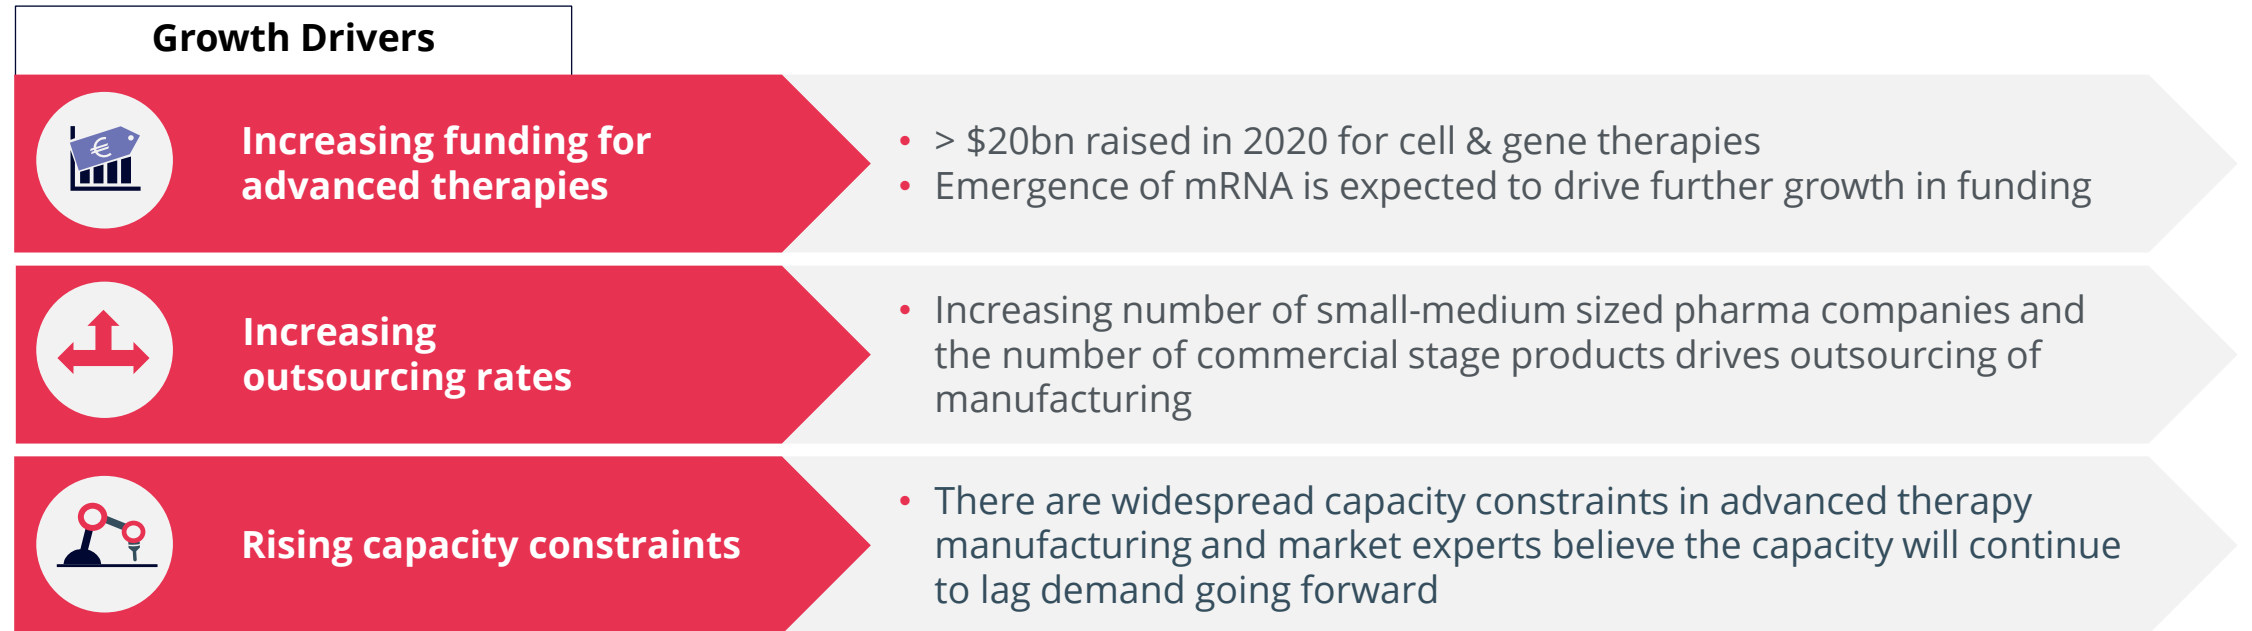 Growth Drivers
€
Increasing funding for
advanced therapies
• > $20bn raised in 2020 for cell & gene therapies
• Emergence of mRNA is expected to drive further growth in funding
Increasing
outsourcing rates
• Increasing number of small-medium sized pharma companies and
the number of commercial stage products drives outsourcing of
manufacturing
Rising capacity constraints
• There are widespread capacity constraints in advanced therapy
manufacturing and market experts believe the capacity will continue
to lag demand going forward